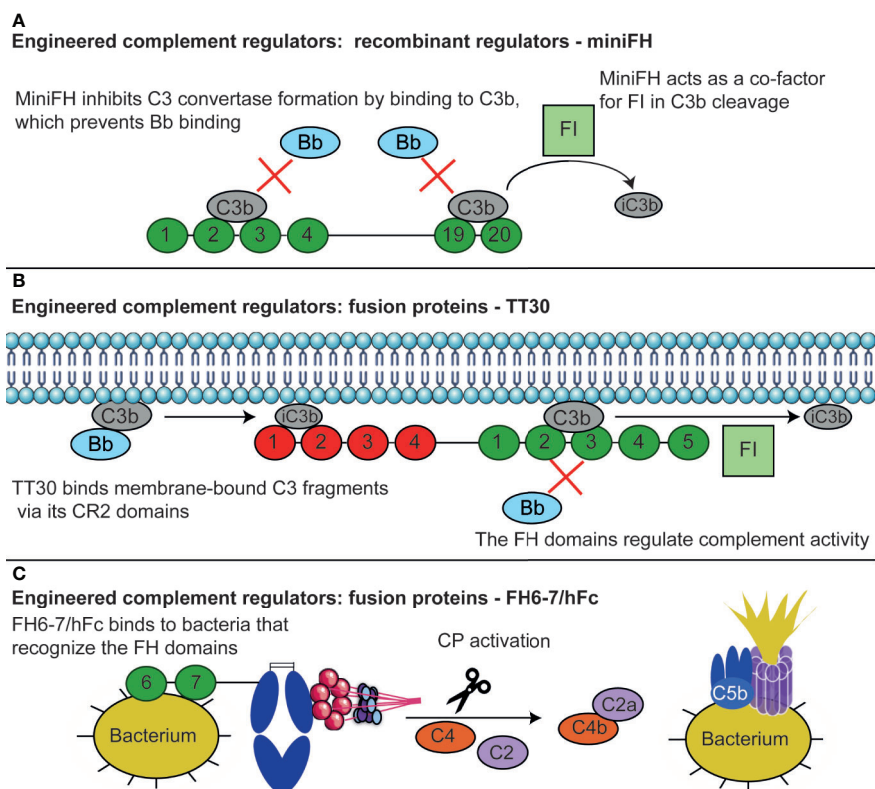 A
Engineered complement regulators: recombinant regulators - miniFH
MiniFH acts as a co-factor
for FI in C3b cleavage
MiniFH inhibits C3 convertase formation by binding to C3b,
which prevents Bb binding
Bb
Bb
FI
C3b
C3b
iC3b
1 2 3 4 19 20
B
Engineered complement regulators: fusion proteins - TT30
C3b
iC3b
C3b
iC3b
Bb
1 2 3 4 1 2 3 4 5
FI
TT30 binds membrane-bound C3 fragments
via its CR2 domains
Bb
The FH domains regulate complement activity
C
Engineered complement regulators: fusion proteins - FH6-7/hFc
FH6-7/hFc binds to bacteria that
recognize the FH domains
CP activation
6 7
Bacterium
C4
C2
C2a
C4b
C5b
Bacterium